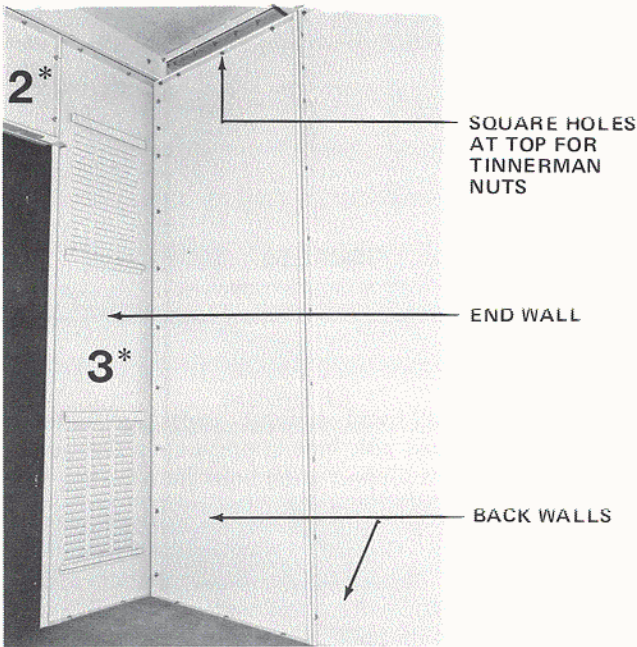 2*
SQUARE HOLES
AT TOP FOR
TINNERMAN
NUTS
END WALL
3*
BACK WALLS